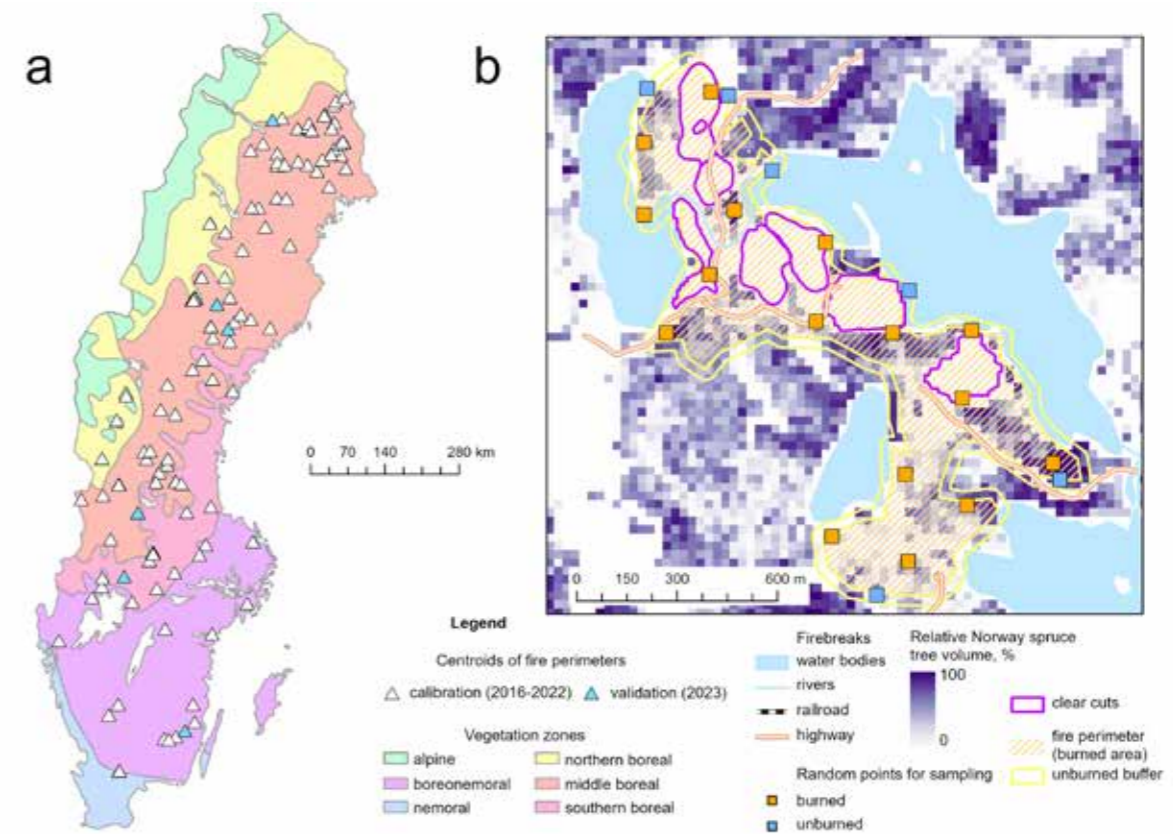 a
b
0 70 140 280 km
0 150 300 600 m
Legend
Centroids of fire perimeters
calibration (2016-2022) validation (2023)
Vegetation zones
alpine northern boreal
boreonemoral middle boreal
nemoral southern boreal
Firebreaks
water bodies
rivers
railroad
highway
Random points for sampling
burned
unburned
Relative Norway spruce
tree volume, %
100
0
clear cuts
fire perimeter
(burned area)
unburned buffer